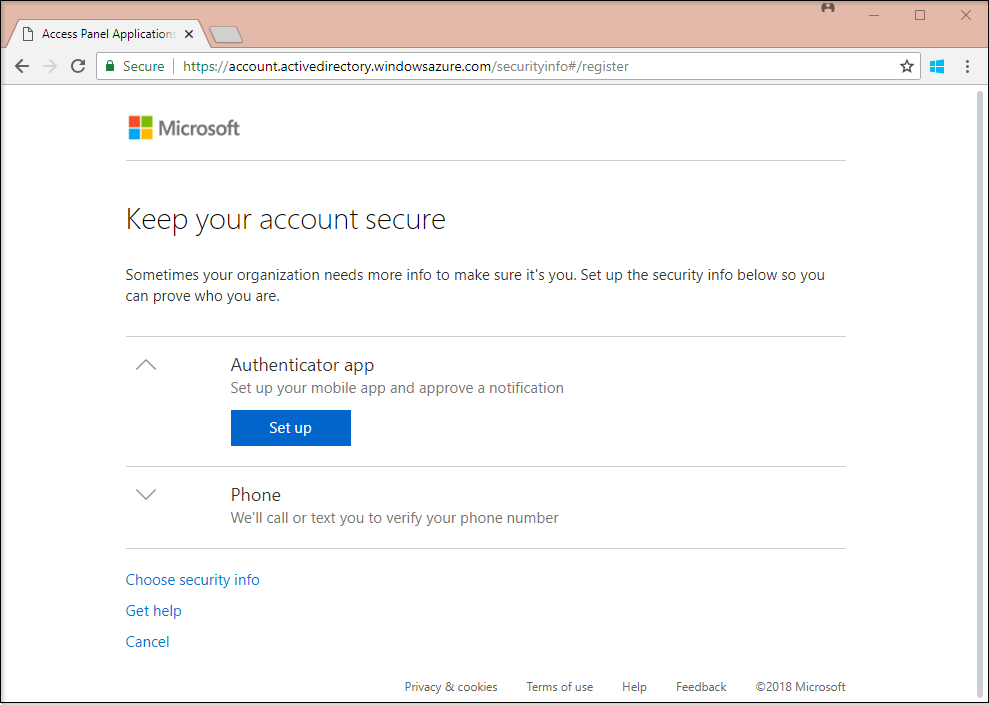 Access Panel Applications
Secure
https://account.activedirectory.windowsazure.com/securityinfo#/register
Microsoft
Keep your account secure
Sometimes your organization needs more info to make sure it's you. Set up the security info below so you
can prove who you are.
Authenticator app
Set up your mobile app and approve a notification
Set up
Phone
We'll call or text you to verify your phone number
Choose security info
Get help
Cancel
Privacy & cookies Terms of use Help Feedback ©2018 Microsoft